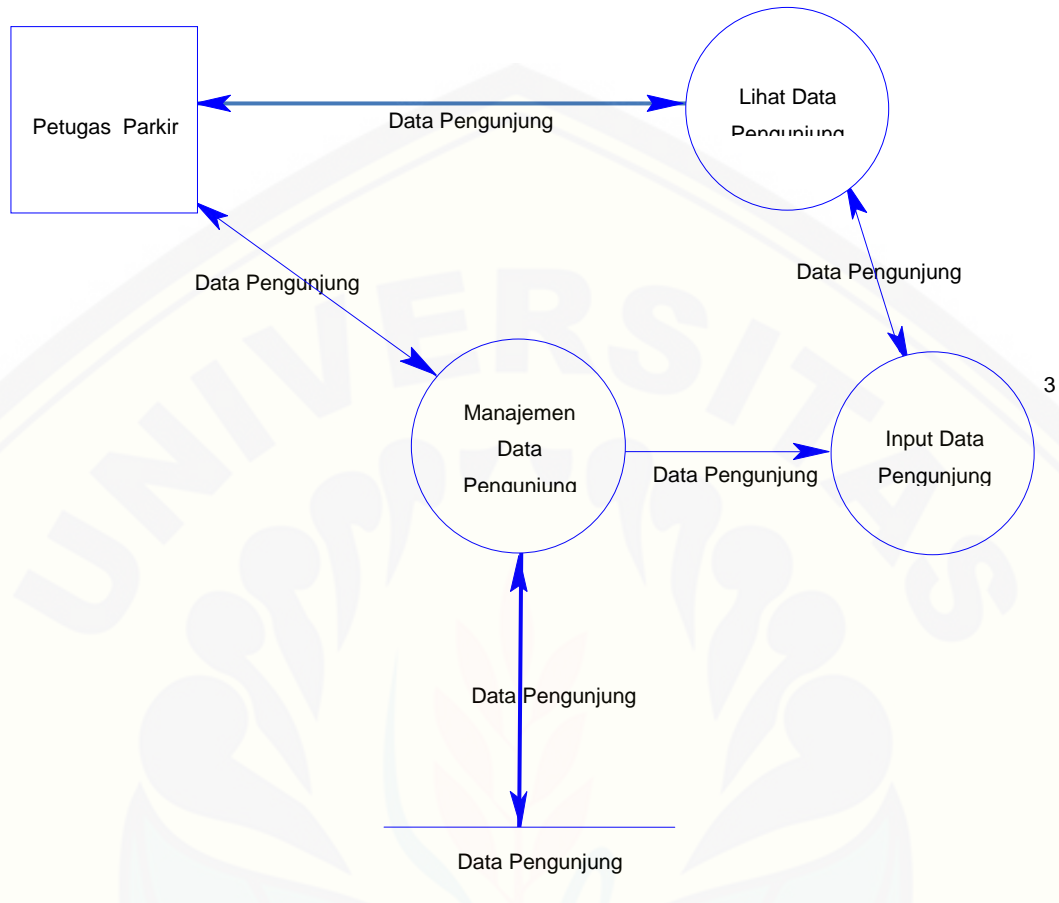 Petugas Parkir
Data Pengunjung
Lihat Data
Pengunjung
Data Pengunjung
Data Pengunjung
3
Manajemen
Data
Pengunjung
Data Pengunjung
Input Data
Pengunjung
Data Pengunjung
Data Pengunjung
UNIVERSITAS